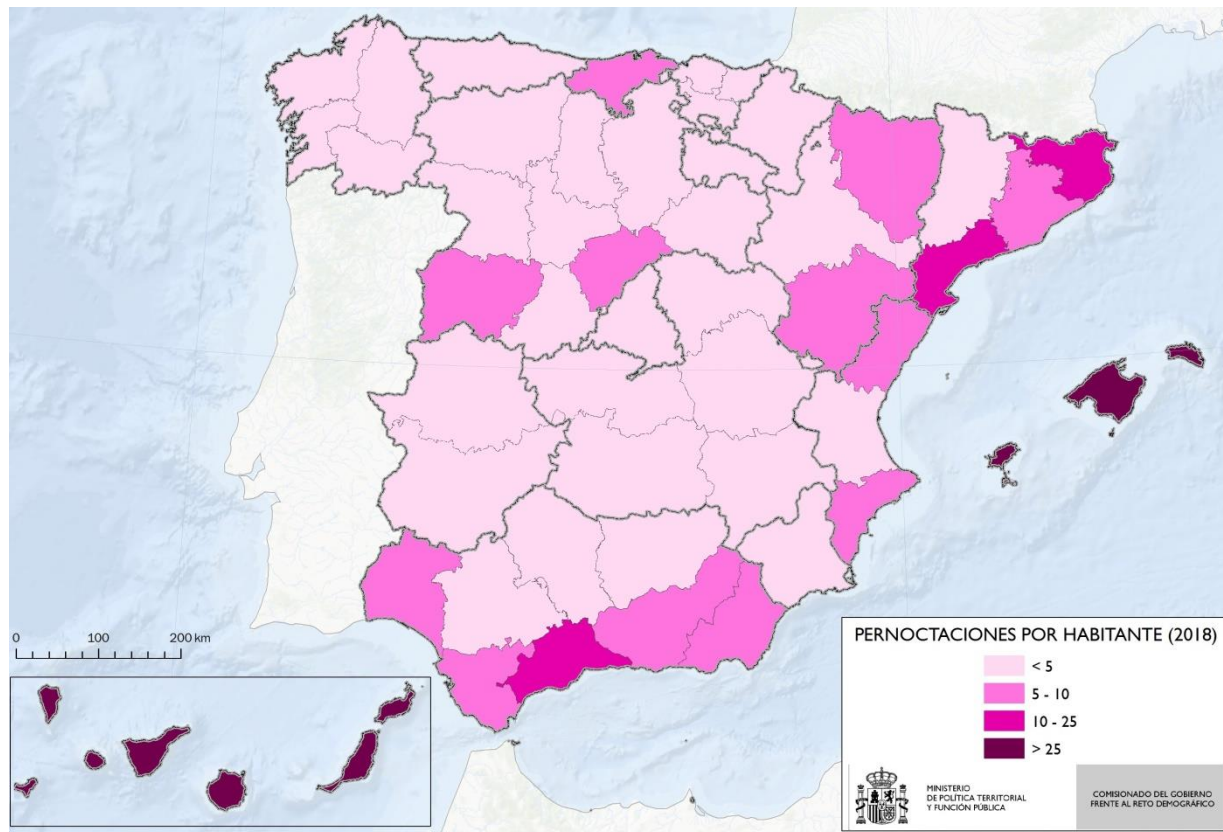 0 100 200 km
PERNOCTACIONES POR HABITANTE (2018)
< 5
5 - 10
10 - 25
> 25
MINISTERIO
DE POLÍTICA TERRITORIAL
Y FUNCIÓN PÚBLICA
COMISIONADO DEL GOBIERNO
FRENTE AL RETO DEMOGRÁFICO